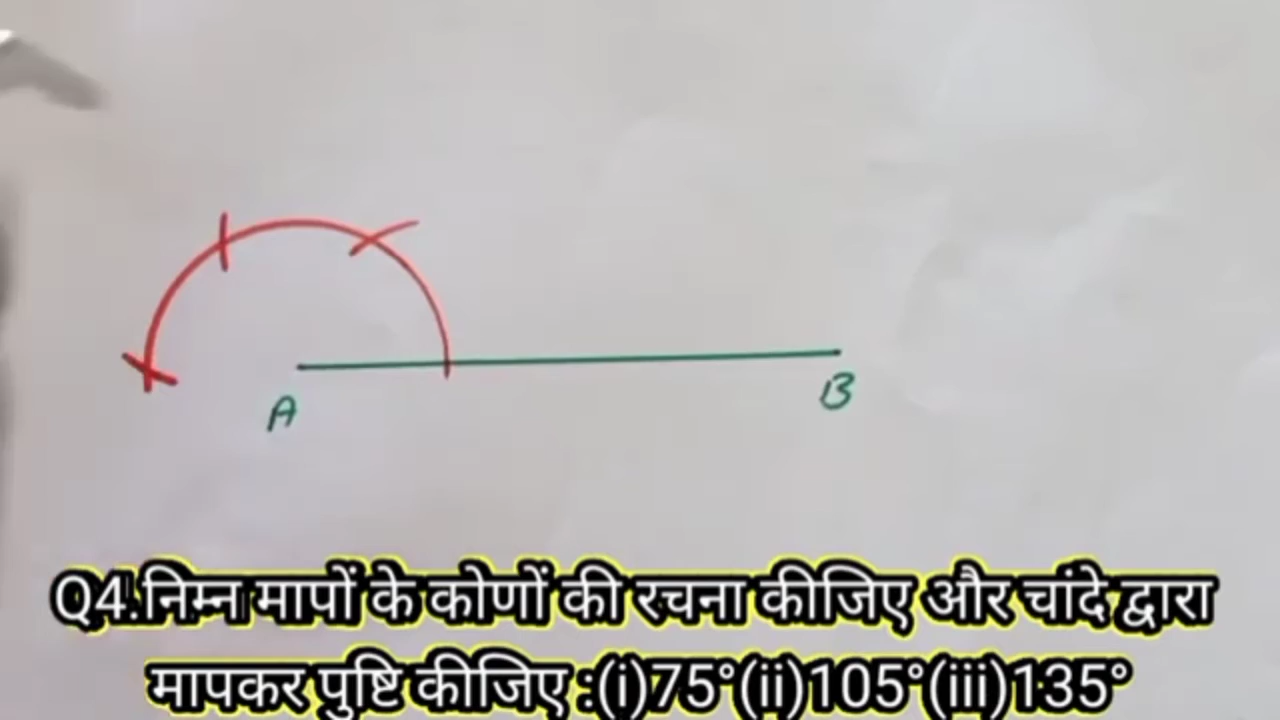 A
B
Q4.निम्न मापों के कोणों की रचना कीजिए और चांदे द्वारा
मापकर पुष्टि कीजिए :(i)75°(ii)105°(iii)135°